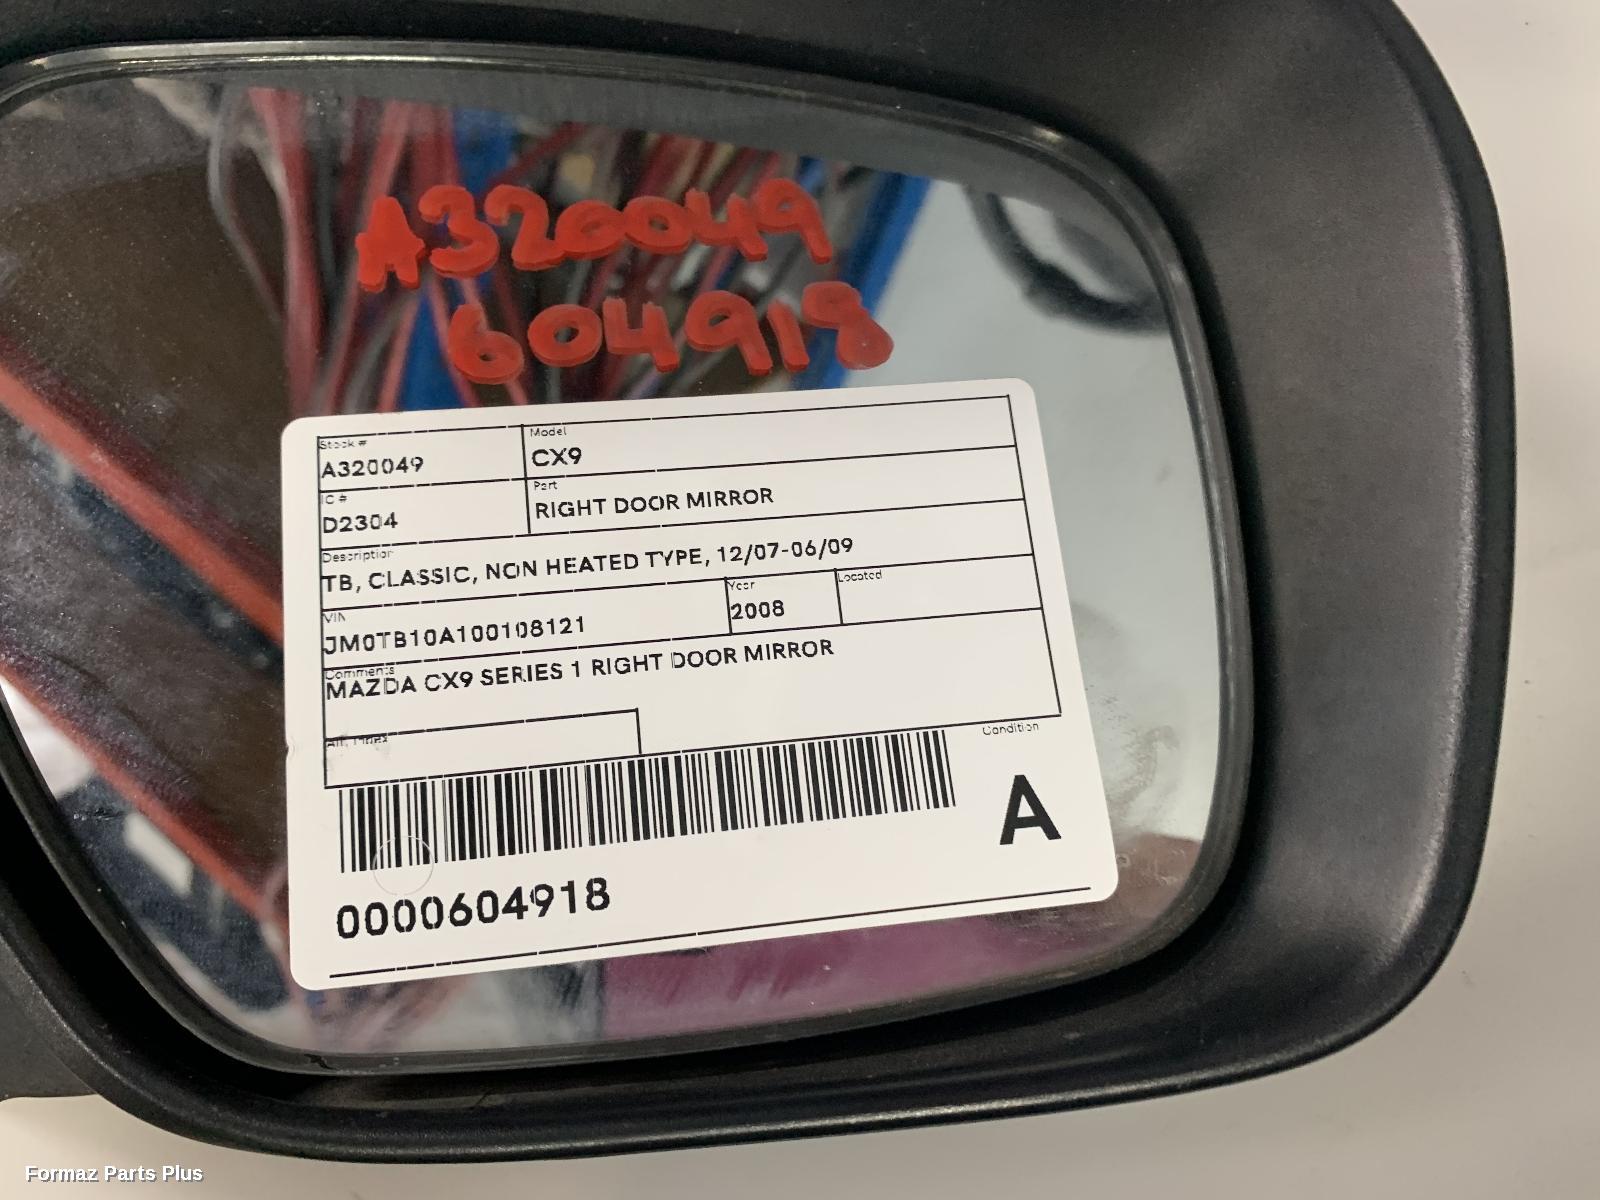 A320049
604918
Stock #
A320049
Model
CX9
IC #
D2304
Part
RIGHT DOOR MIRROR
Description
TB, CLASSIC, NON HEATED TYPE, 12/07-06/09
VIN
JM0TB10A100108121
Year
2008
Located
Comments
MAZDA CX9 SERIES 1 RIGHT DOOR MIRROR
Condition
A
0000604918
Formaz Parts Plus